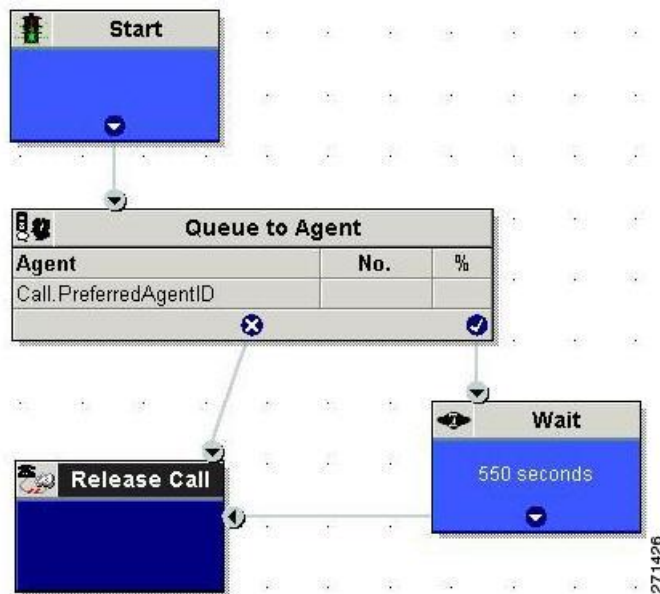 Start
Queue to Agent
Agent No. %
Call.PreferredAgentID
Wait
550 seconds
Release Call
271426